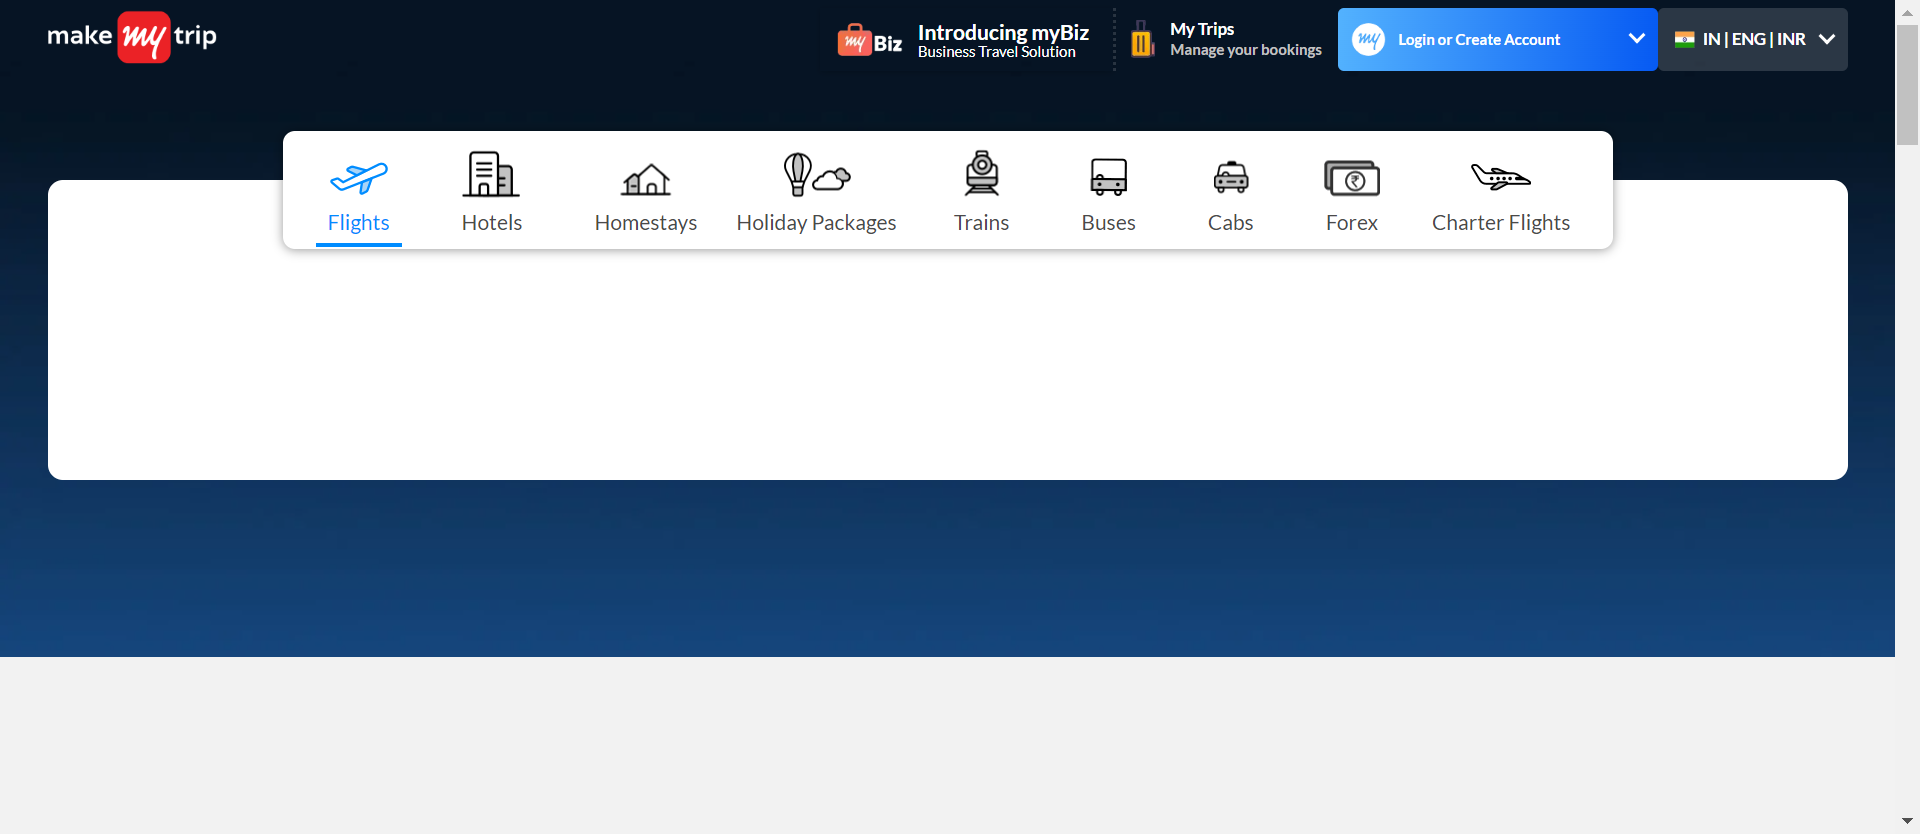 make my trip
my Biz
Introducing myBiz
Business Travel Solution
My Trips
Manage your bookings
my
Login or Create Account
IN | ENG | INR
Flights
Hotels
Homestays
Holiday Packages
Trains
Buses
Cabs
Forex
Charter Flights